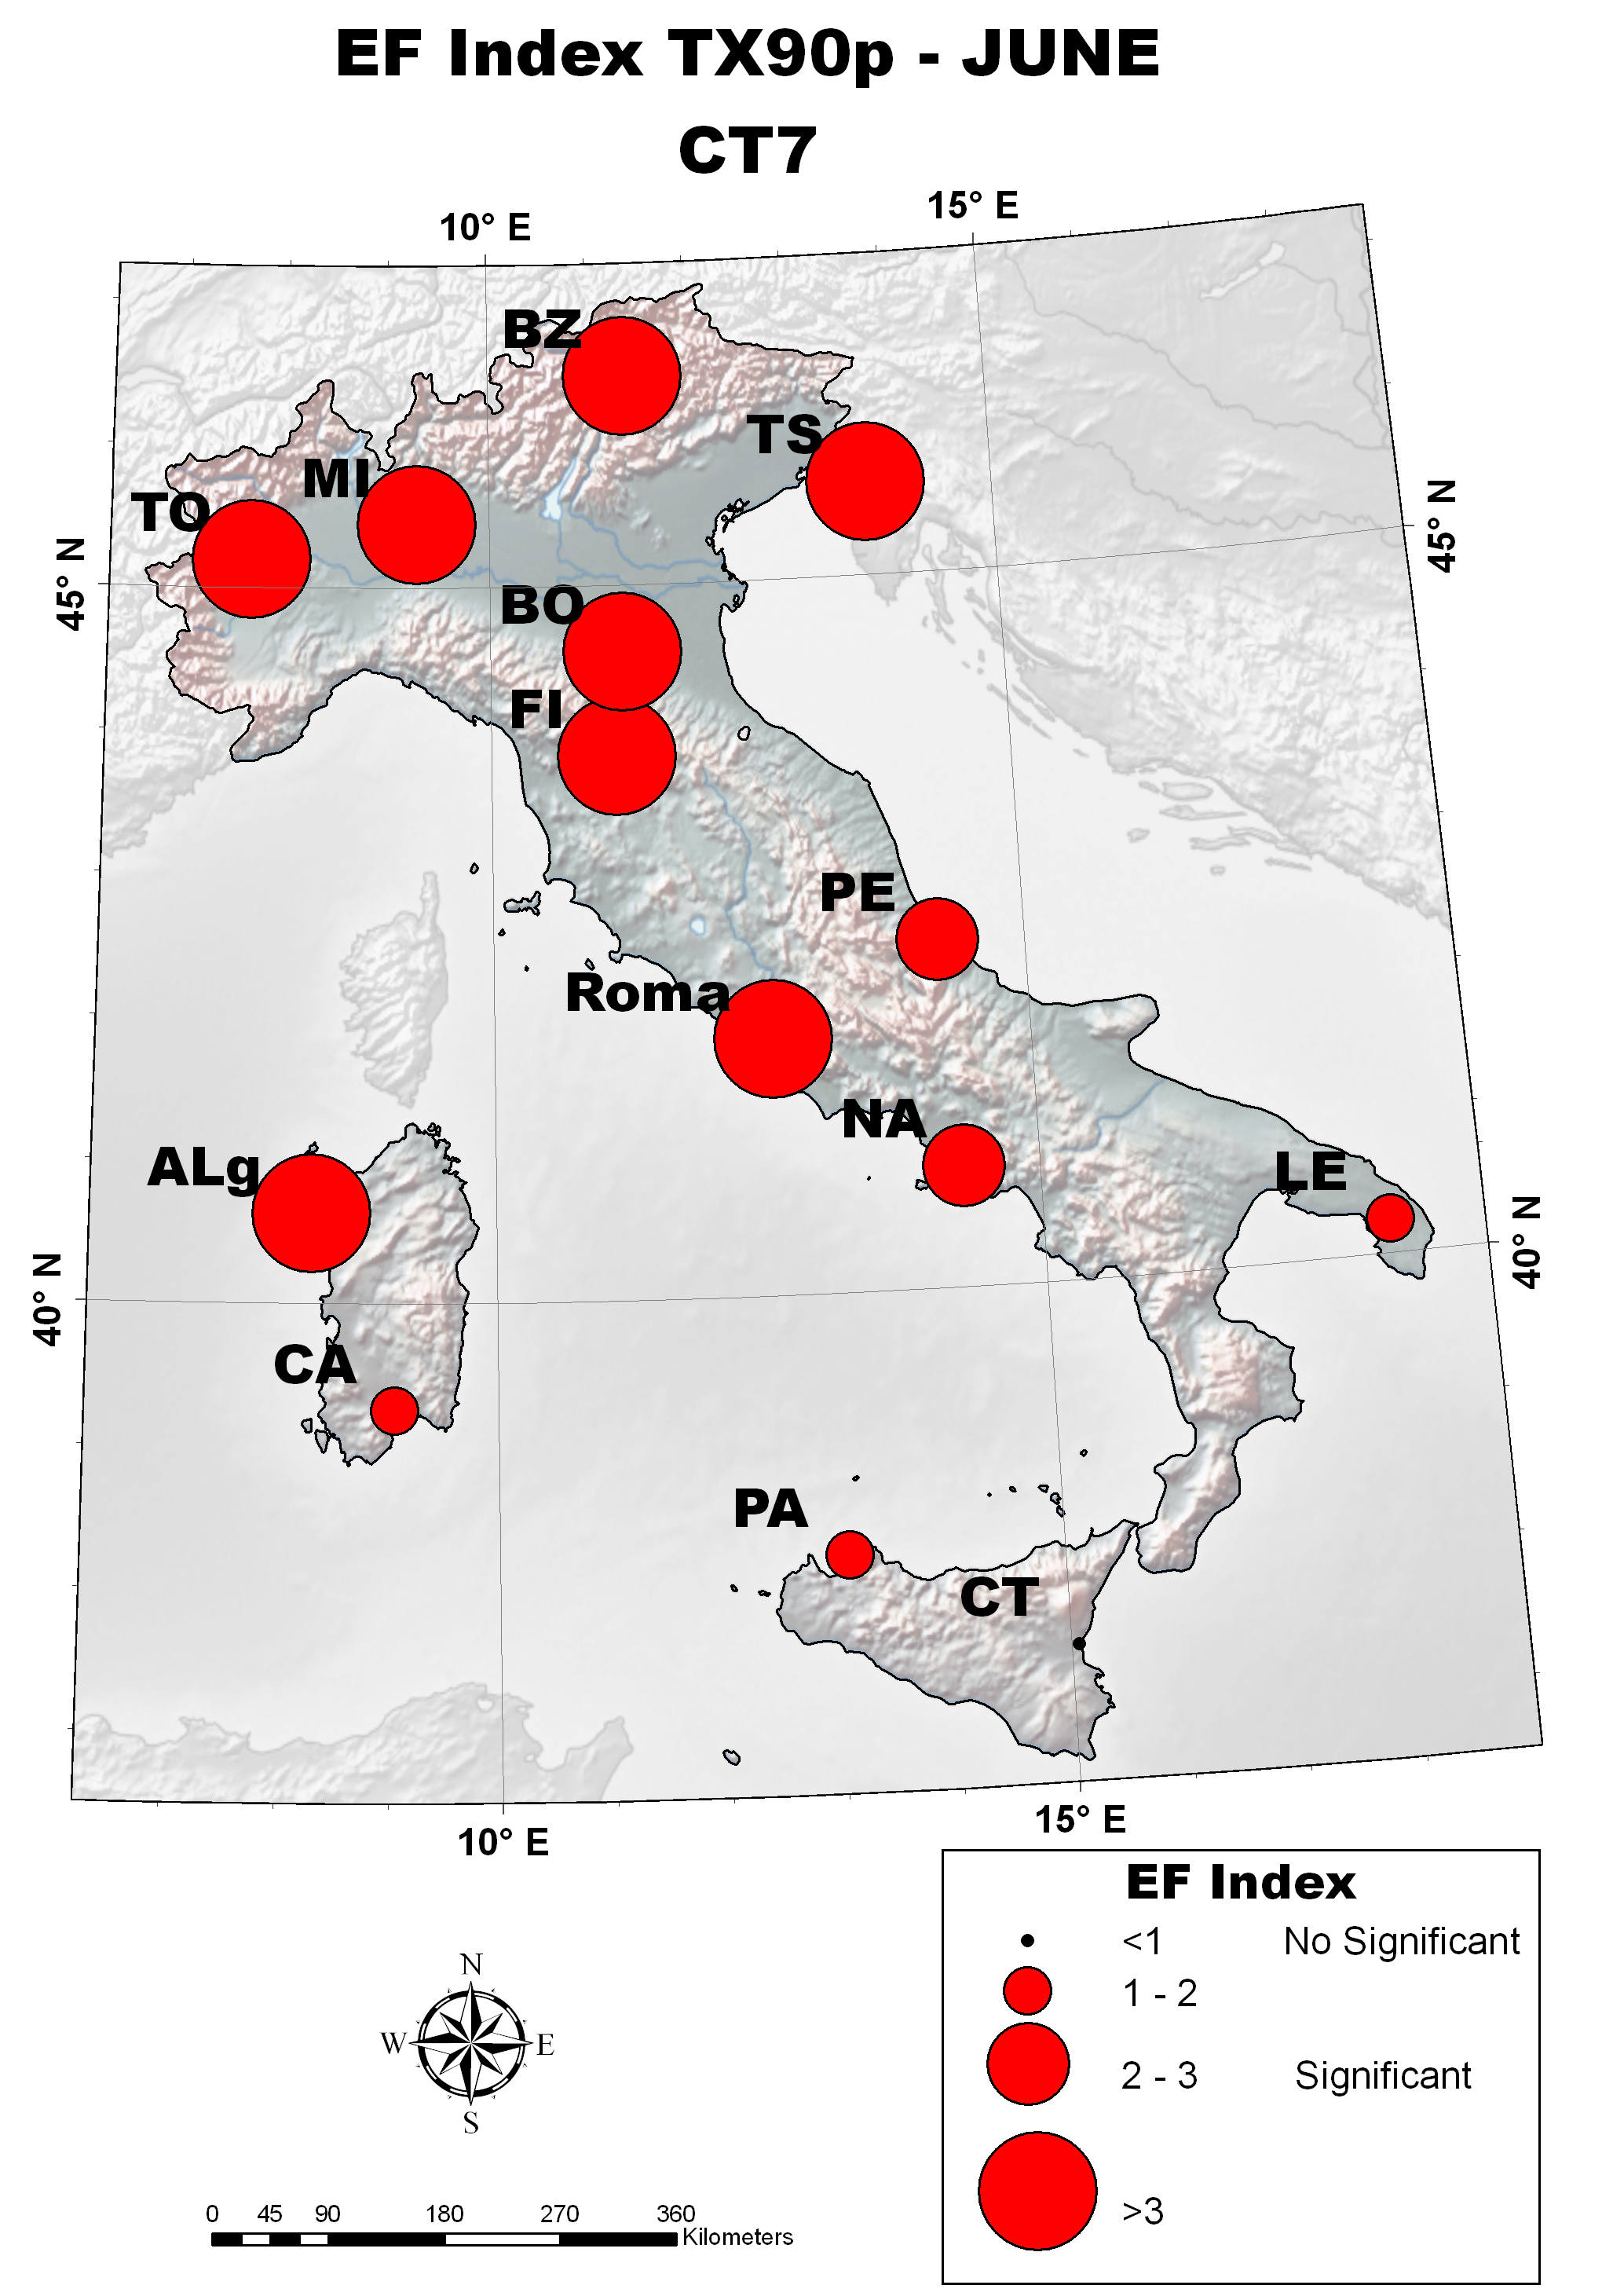 EF Index TX90p - JUNE
CT7
10° E
15° E
BZ
TS
MI
TO
45° N
45° N
BO
FI
PE
Roma
NA
ALg
LE
40° N
40° N
CA
PA
CT
10° E
15° E
EF Index
<1 No Significant
1 - 2
2 - 3 Significant
>3
N
W E
S
0 45 90 180 270 360
Kilometers